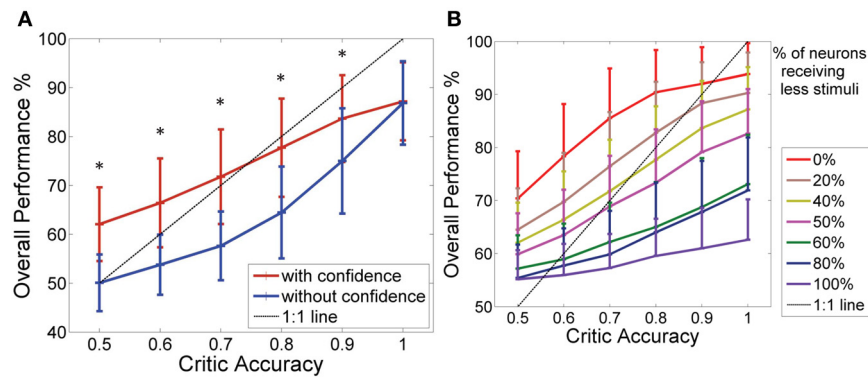 A
Overall Performance %
100
90
80
70
60
50
40
* * * * *
with confidence
without confidence
1:1 line
0.5 0.6 0.7 0.8 0.9 1
Critic Accuracy
B
Overall Performance %
100
90
80
70
60
50
0.5 0.6 0.7 0.8 0.9 1
Critic Accuracy
% of neurons
receiving
less stimuli
0%
20%
40%
50%
60%
80%
100%
1:1 line